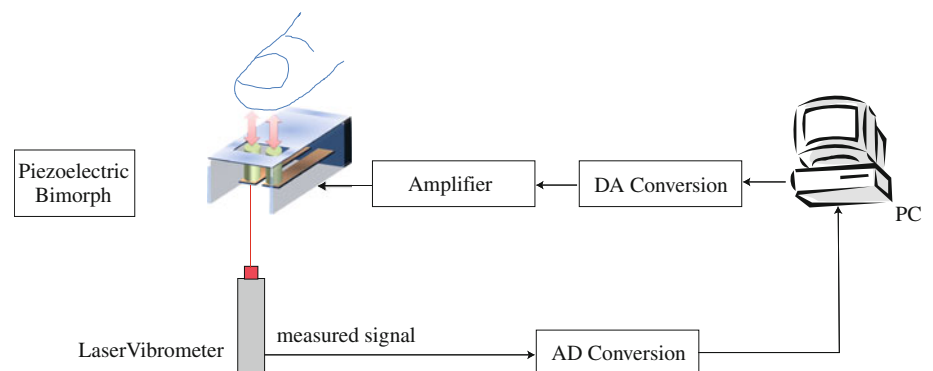 Piezoelectric
Bimorph
Amplifier
DA Conversion
PC
LaserVibrometer
measured signal
AD Conversion